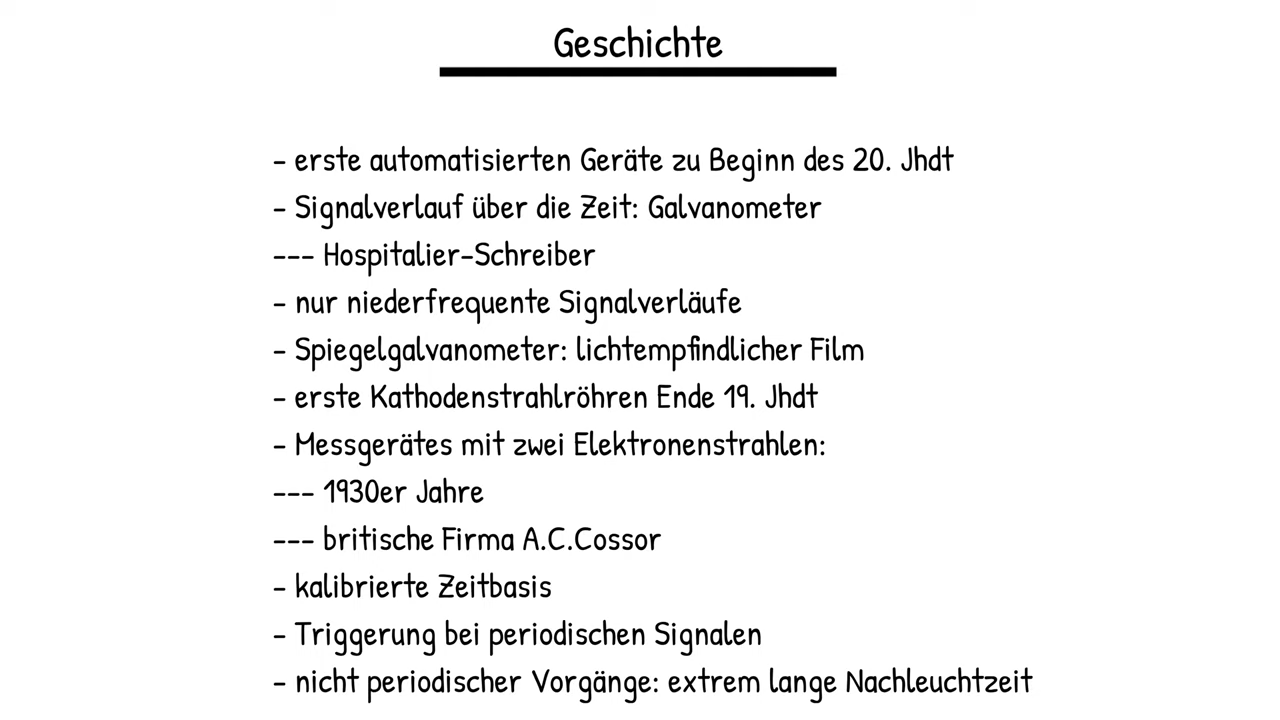 Geschichte
- erste automatisierten Geräte zu Beginn des 20. Jhdt
- Signalverlauf über die Zeit: Galvanometer
--- Hospitalier-Schreiber
- nur niederfrequente Signalverläufe
- Spiegelgalvanometer: lichtempfindlicher Film
- erste Kathodenstrahlröhren Ende 19. Jhdt
- Messgerätes mit zwei Elektronenstrahlen:
--- 1930er Jahre
--- britische Firma A.C.Cossor
- kalibrierte Zeitbasis
- Triggerung bei periodischen Signalen
- nicht periodischer Vorgänge: extrem lange Nachleuchtzeit